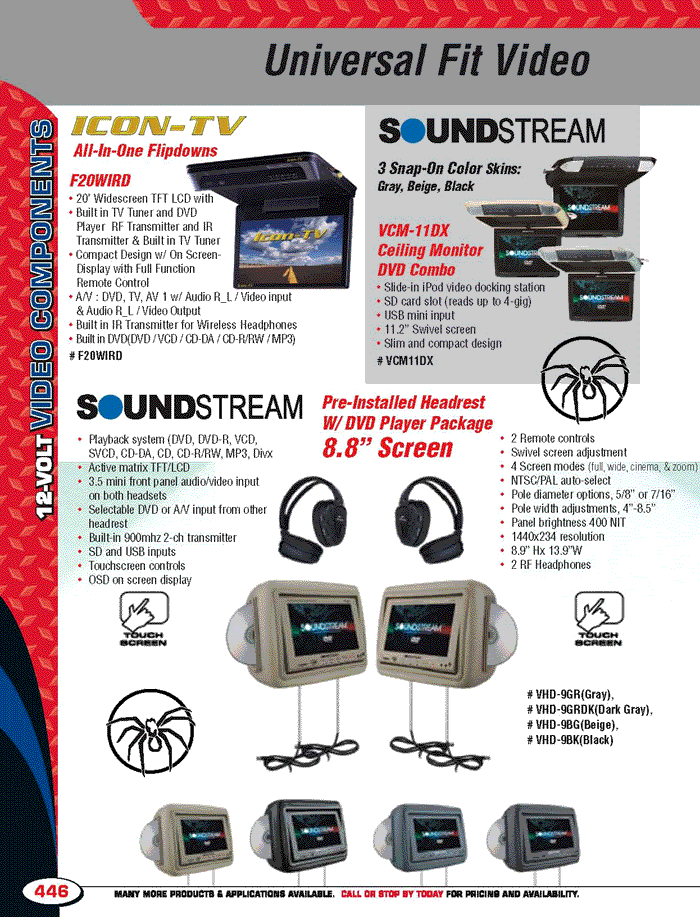 Universal Fit Video
12-VOLT VIDEO COMPONENTS
ICON-TV
All-In-One Flipdowns
F20WIRD
• 20' Widescreen TFT LCD with
• Built in TV Tuner and DVD
Player RF Transmitter and IR
Transmitter & Built in TV Tuner
• Compact Design w/ On Screen-
Display with Full Function
Remote Control
• A/V : DVD, TV, AV 1 w/ Audio R_L / Video input
& Audio R_L / Video Output
• Built in IR Transmitter for Wireless Headphones
• Built in DVD(DVD / VCD / CD-DA / CD-R/RW / MP3)
# F20WIRD
Icon-TV
SOUNDSTREAM
3 Snap-On Color Skins:
Gray, Beige, Black
VCM-11DX
Ceiling Monitor
DVD Combo
• Slide-in iPod video docking station
• SD card slot (reads up to 4-gig)
• USB mini input
• 11.2" Swivel screen
• Slim and compact design
# VCM11DX
SOUNDSTREAM
SOUNDSTREAM
SOUNDSTREAM
SOUNDSTREAM
Pre-Installed Headrest
W/ DVD Player Package
8.8" Screen
• Playback system (DVD, DVD-R, VCD,
SVCD, CD-DA, CD, CD-R/RW, MP3, Divx
• Active matrix TFT/LCD
• 3.5 mini front panel audio/video input
on both headsets
• Selectable DVD or A/V input from other
headrest
• Built-in 900mhz 2-ch transmitter
• SD and USB inputs
• Touchscreen controls
• OSD on screen display
• 2 Remote controls
• Swivel screen adjustment
• 4 Screen modes (full, wide, cinema, & zoom)
• NTSC/PAL auto-select
• Pole diameter options, 5/8" or 7/16"
• Pole width adjustments, 4"-8.5"
• Panel brightness 400 NIT
• 1440x234 resolution
• 8.9" Hx 13.9"W
• 2 RF Headphones
TOUCH
SCREEN
SOUNDSTREAM
DVD
SOUNDSTREAM
DVD
TOUCH
SCREEN
# VHD-9GR(Gray),
# VHD-9GRDK(Dark Gray),
# VHD-9BG(Beige),
# VHD-9BK(Black)
SOUNDSTREAM
SOUNDSTREAM
SOUNDSTREAM
SOUNDSTREAM
446
MANY MORE PRODUCTS & APPLICATIONS AVAILABLE. CALL OR STOP BY TODAY FOR PRICING AND AVAILABILITY.